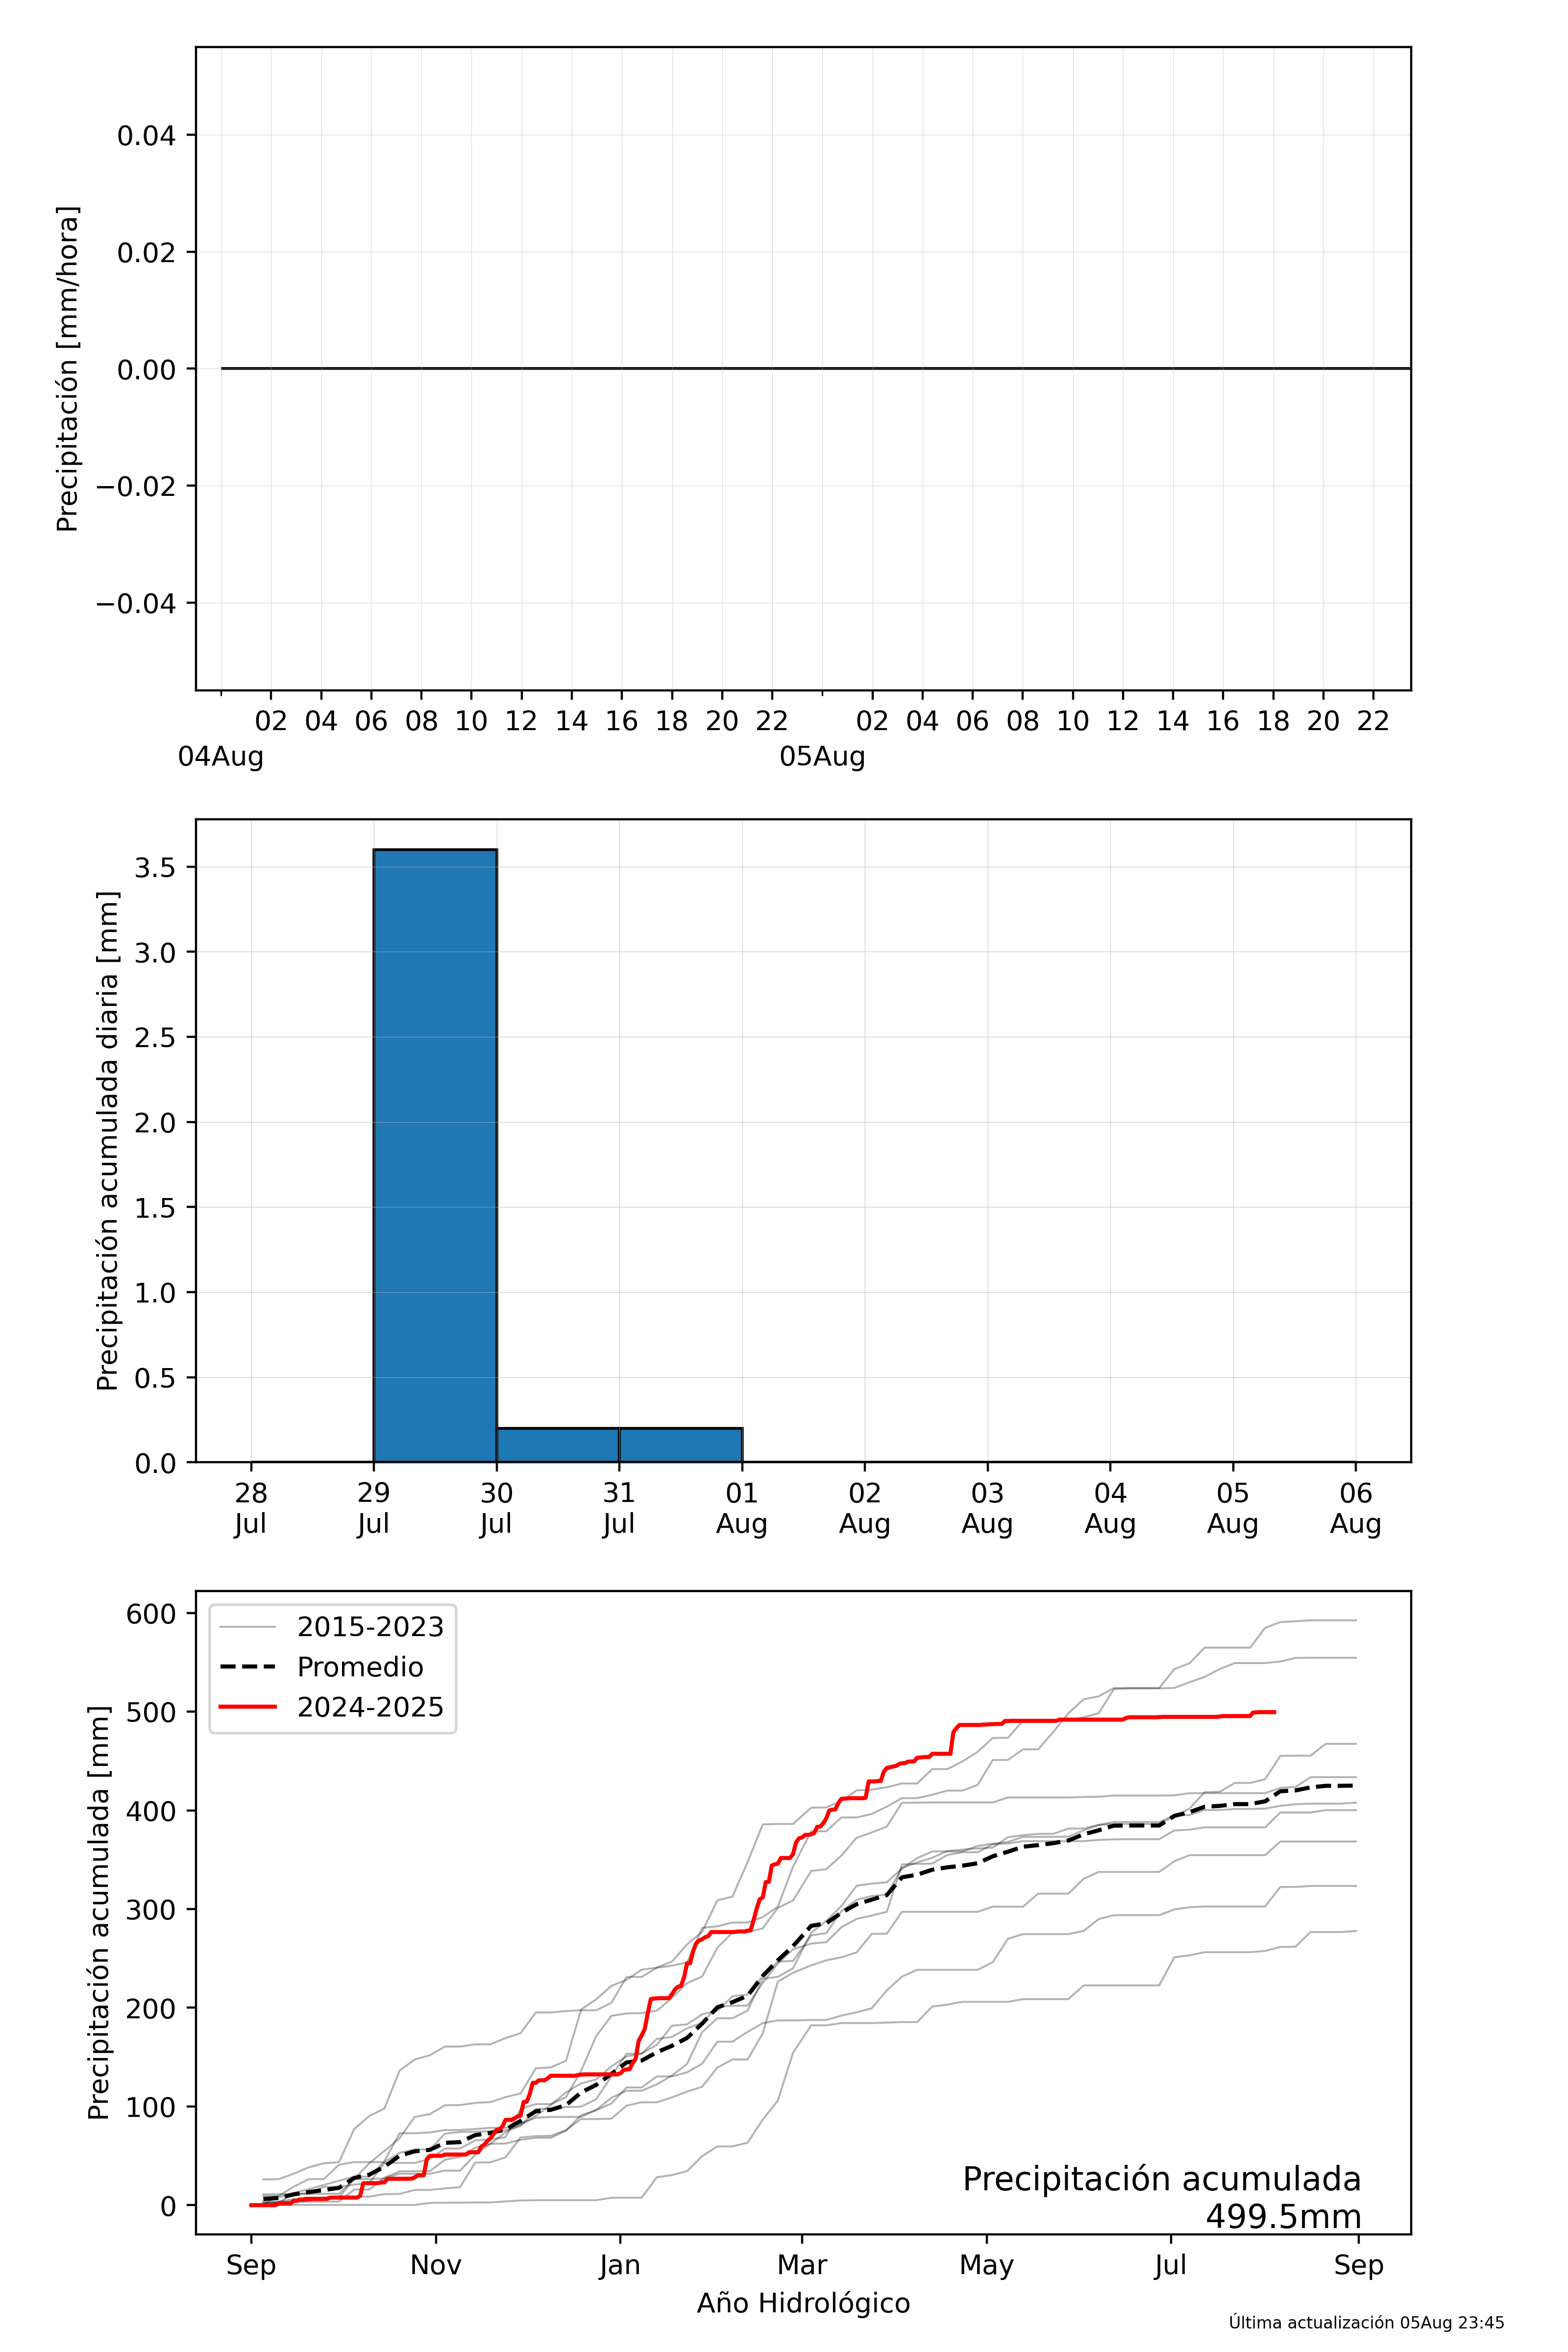 Precipitación [mm/hora]
0.04
0.02
0.00
−0.02
−0.04
02 04 06 08 10 12 14 16 18 20 22 02 04 06 08 10 12 14 16 18 20 22
04Aug 05Aug
Precipitación acumulada diaria [mm]
3.5
3.0
2.5
2.0
1.5
1.0
0.5
0.0
28 29 30 31 01 02 03 04 05 06
Jul Jul Jul Jul Aug Aug Aug Aug Aug Aug
Precipitación acumulada [mm]
600
500
400
300
200
100
0
2015-2023
Promedio
2024-2025
Precipitación acumulada
499.5mm
Sep Nov Jan Mar May Jul Sep
Año Hidrológico
Última actualización 05Aug 23:45